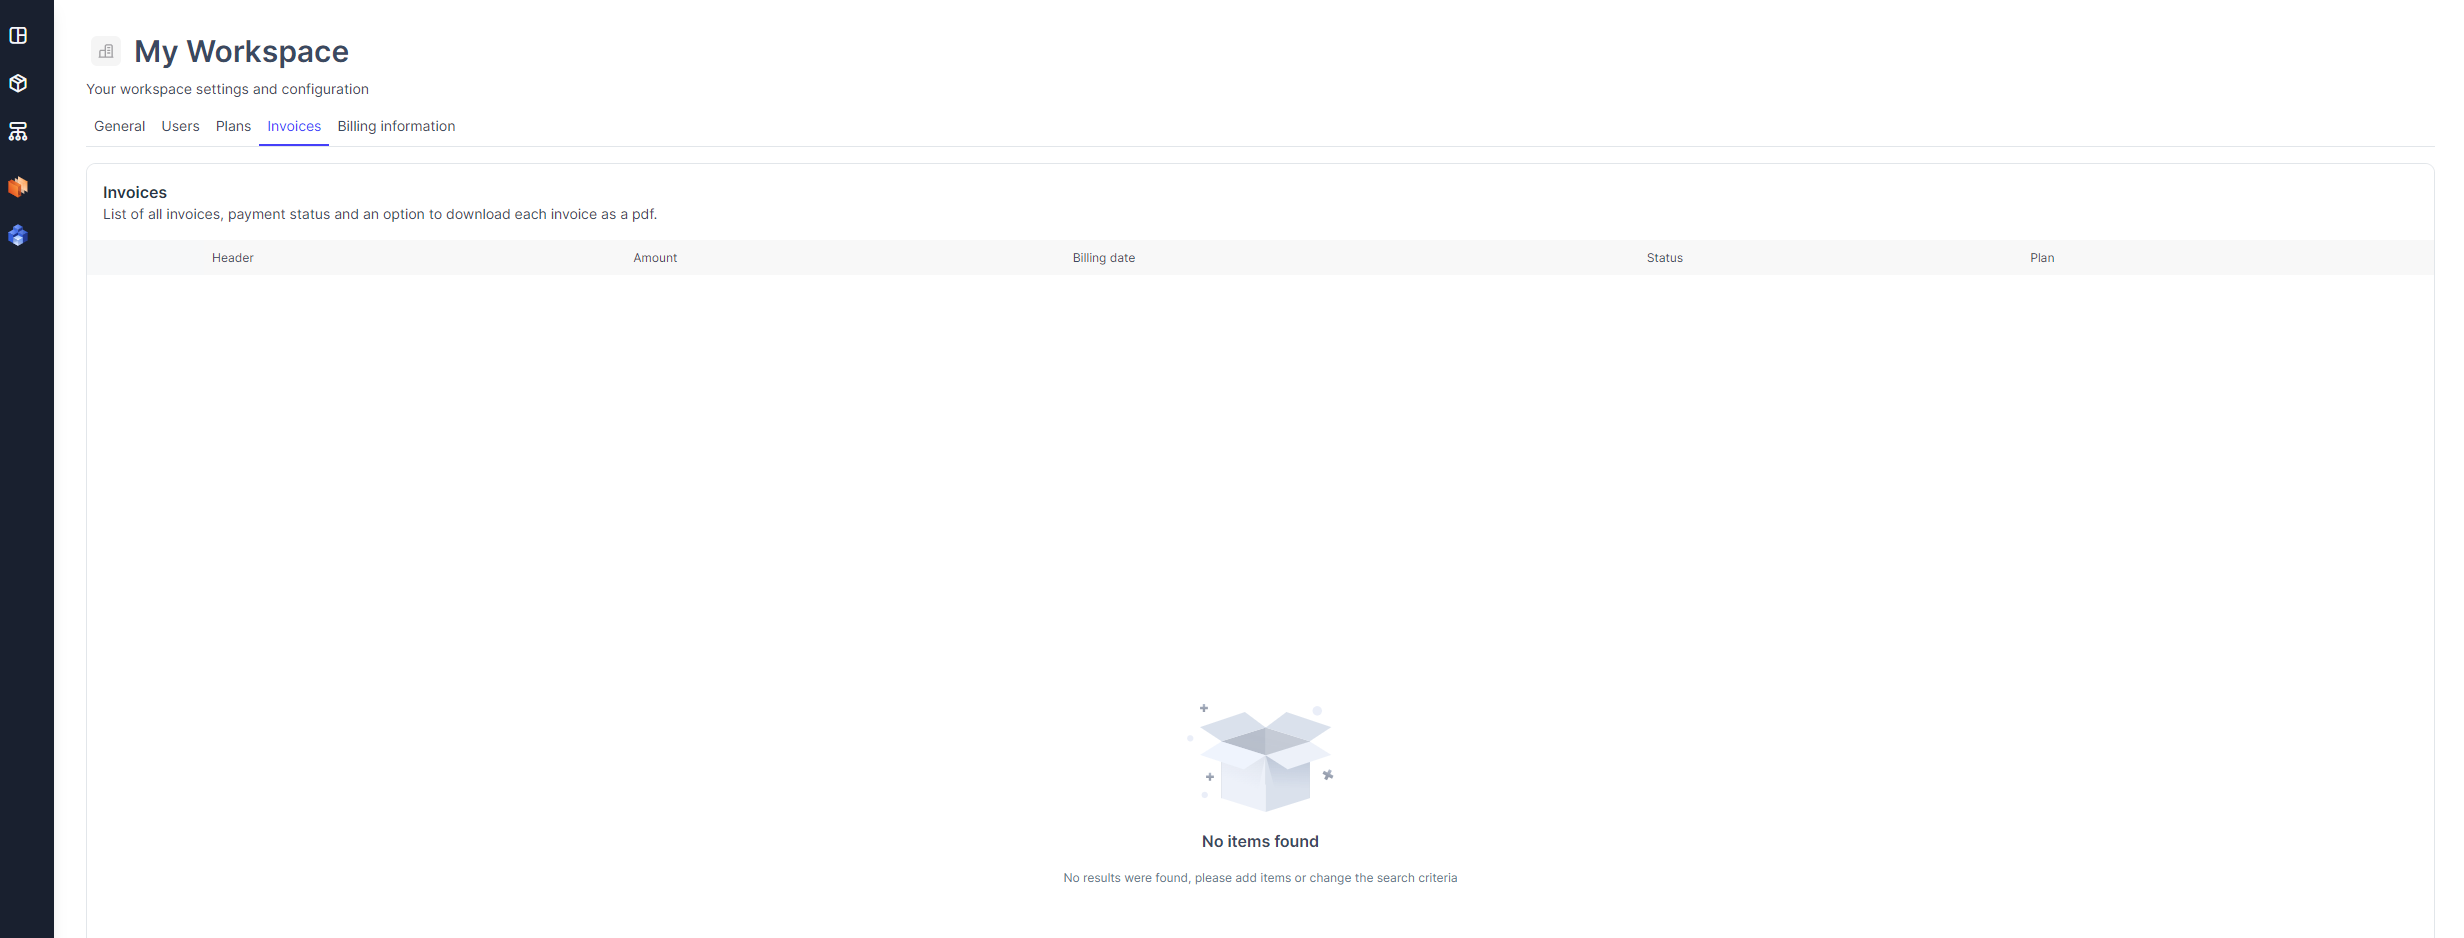 My Workspace
Your workspace settings and configuration
General Users Plans Invoices Billing information
Invoices
List of all invoices, payment status and an option to download each invoice as a pdf.
Header Amount Billing date Status Plan
No items found
No results were found, please add items or change the search criteria